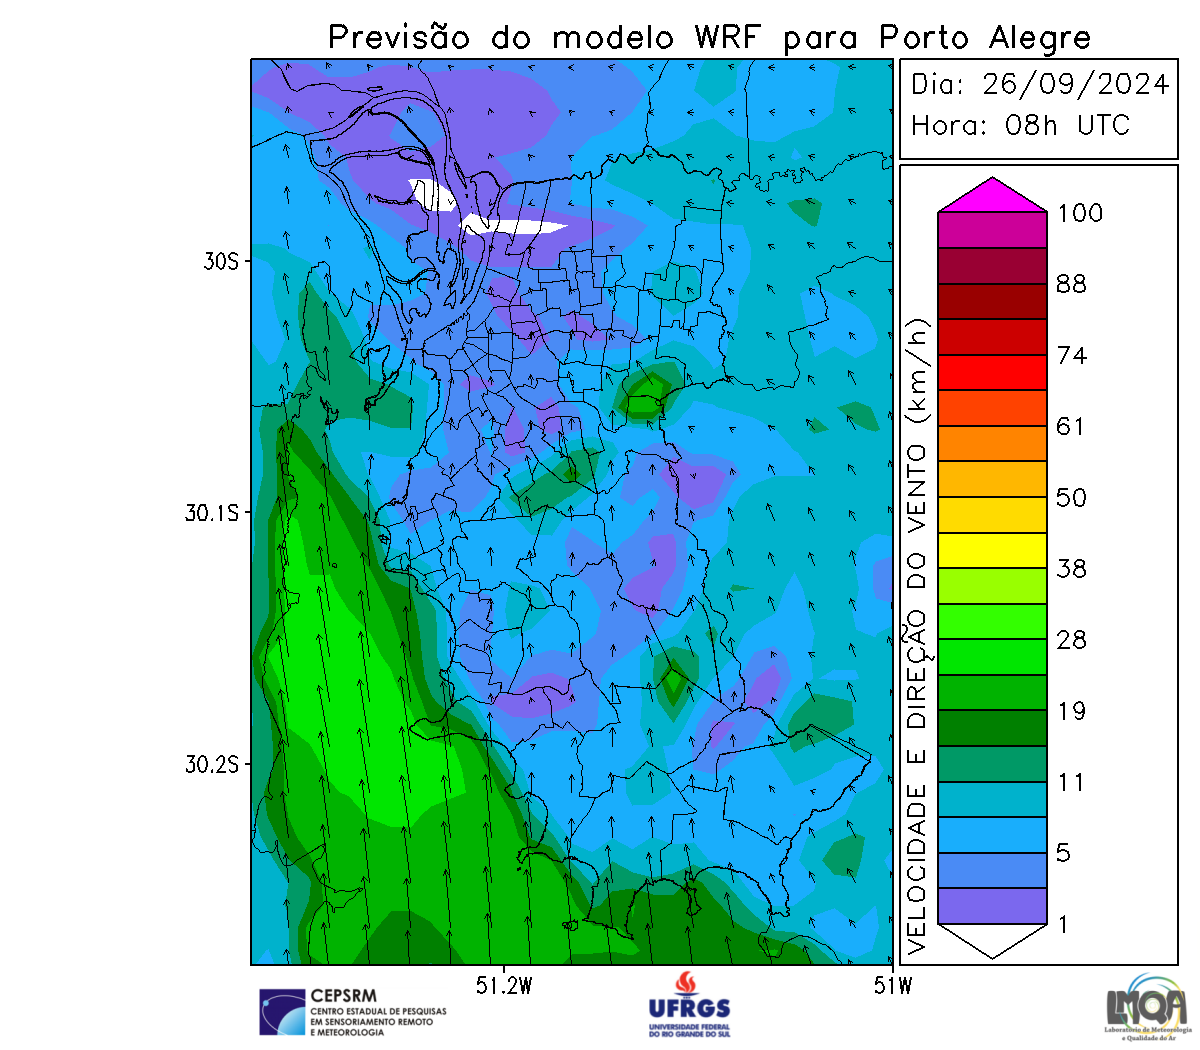 Previsão do modelo WRF para Porto Alegre
Dia: 26/09/2024
Hora: 08h UTC
30S
30.1S
30.2S
51.2W
51W
VELOCIDADE E DIREÇÃO DO VENTO (km/h)
100
88
74
61
50
38
28
19
11
5
1
CEPSRM
CENTRO ESTADUAL DE PESQUISAS
EM SENSORIAMENTO REMOTO
E METEOROLOGIA
UFRGS
UNIVERSIDADE FEDERAL
DO RIO GRANDE DO SUL
LMQA
Laboratório de Meteorologia
e Qualidade do Ar